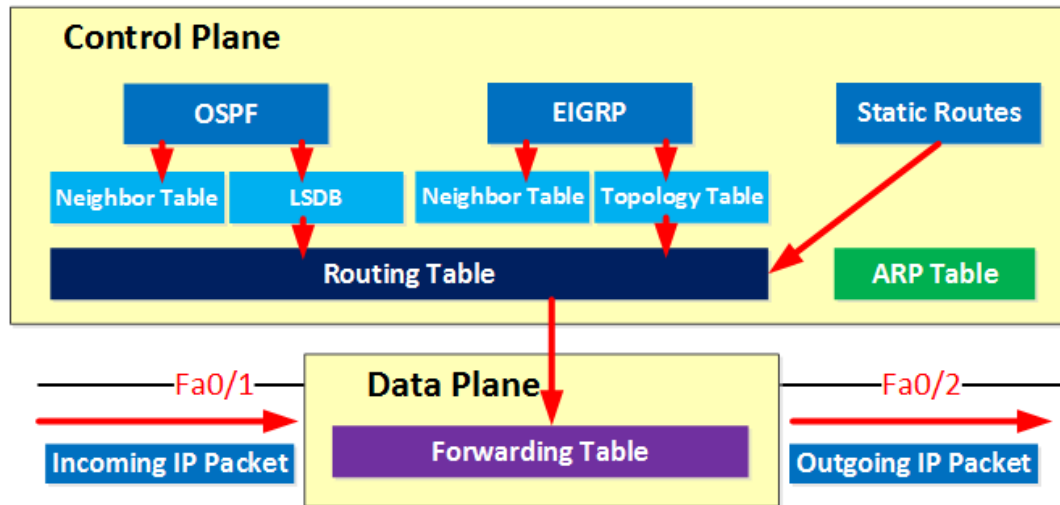 Control Plane
OSPF
EIGRP
Static Routes
Neighbor Table
LSDB
Neighbor Table
Topology Table
Routing Table
ARP Table
Fa0/1
Data Plane
Fa0/2
Incoming IP Packet
Forwarding Table
Outgoing IP Packet